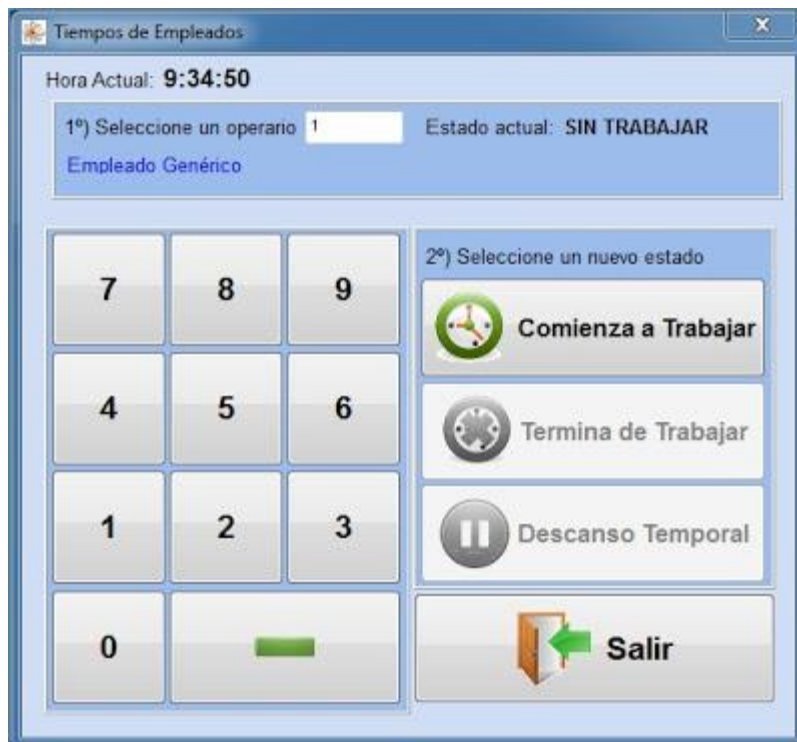 Tiempos de Empleados
Hora Actual: 9:34:50
1º) Seleccione un operario 1 Estado actual: SIN TRABAJAR
Empleado Genérico
7 8 9
4 5 6
1 2 3
0
2º) Seleccione un nuevo estado
Comienza a Trabajar
Termina de Trabajar
Descanso Temporal
Salir